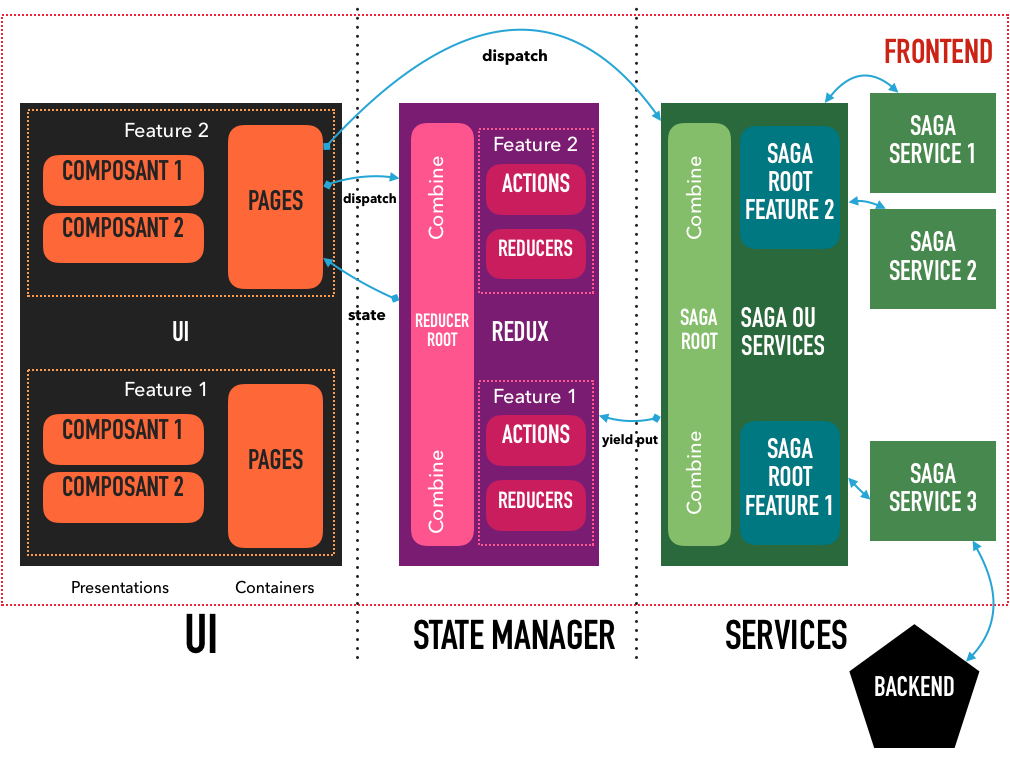 dispatch
FRONTEND
Feature 2
COMPOSANT 1
COMPOSANT 2
PAGES
dispatch
state
UI
Feature 1
COMPOSANT 1
COMPOSANT 2
PAGES
Presentations
Containers
UI
Combine
REDUCER
ROOT
Combine
Feature 2
ACTIONS
REDUCERS
REDUX
Feature 1
ACTIONS
REDUCERS
STATE MANAGER
yield put
Combine
SAGA
ROOT
Combine
SAGA
ROOT
FEATURE 2
SAGA OU
SERVICES
SAGA
ROOT
FEATURE 1
SERVICES
SAGA
SERVICE 1
SAGA
SERVICE 2
SAGA
SERVICE 3
BACKEND